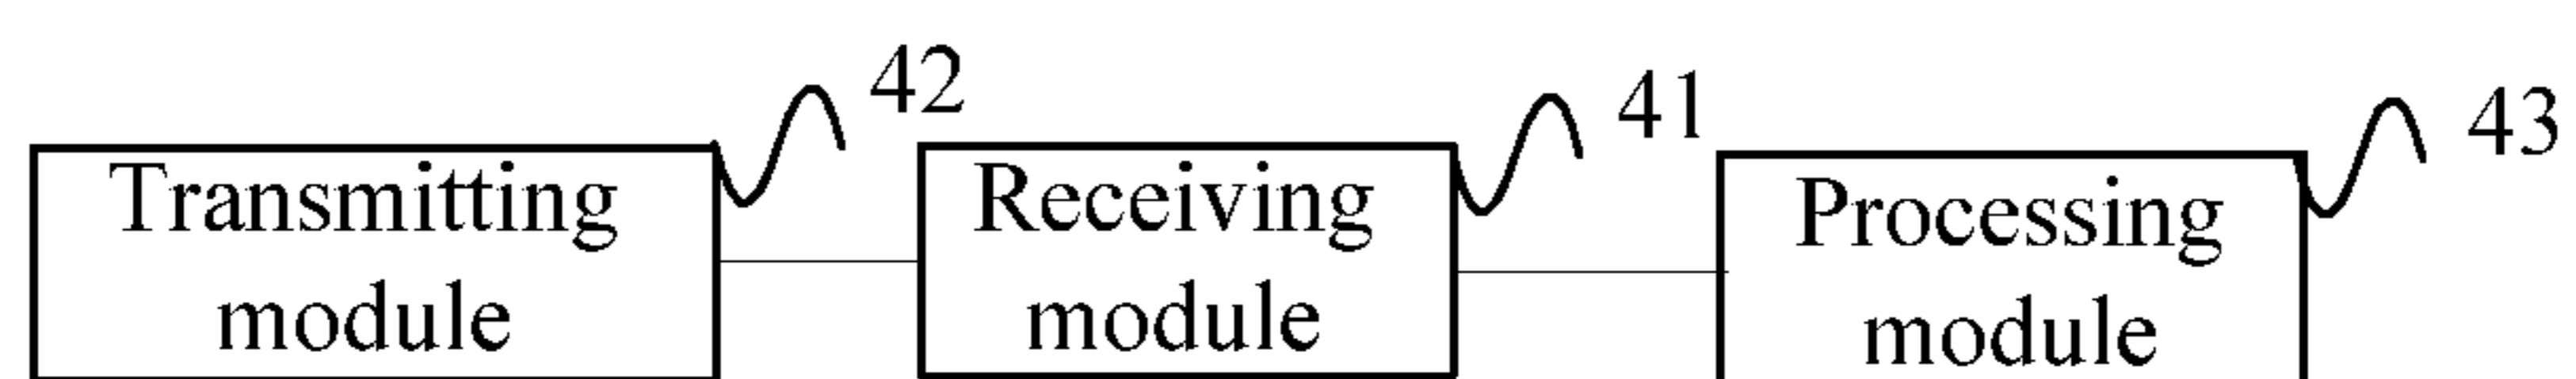 42
41
43
Transmitting
module
Receiving
module
Processing
module